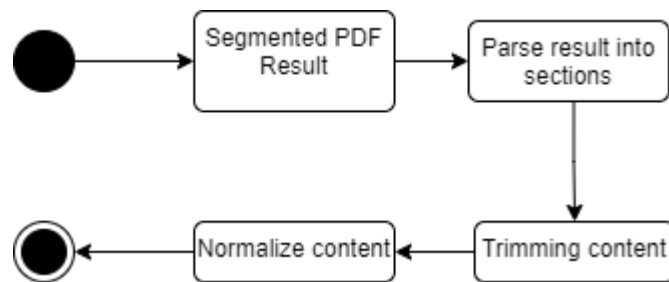 Segmented PDF
Result
Parse result into
sections
Trimming content
Normalize content